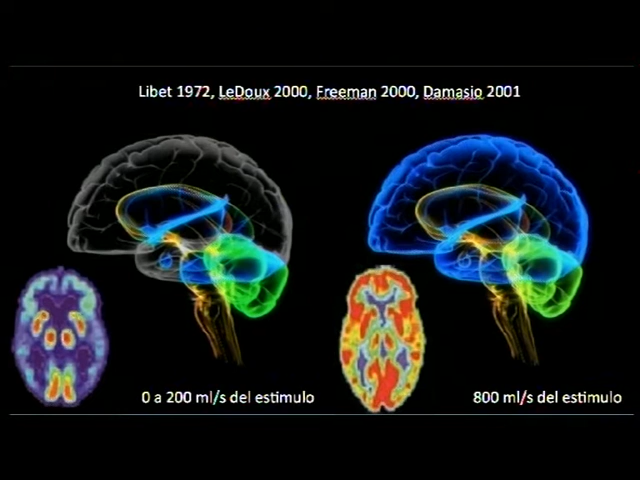 Libet 1972, LeDoux 2000, Freeman 2000, Damasio 2001
0 a 200 ml/s del estimulo
800 ml/s del estimulo